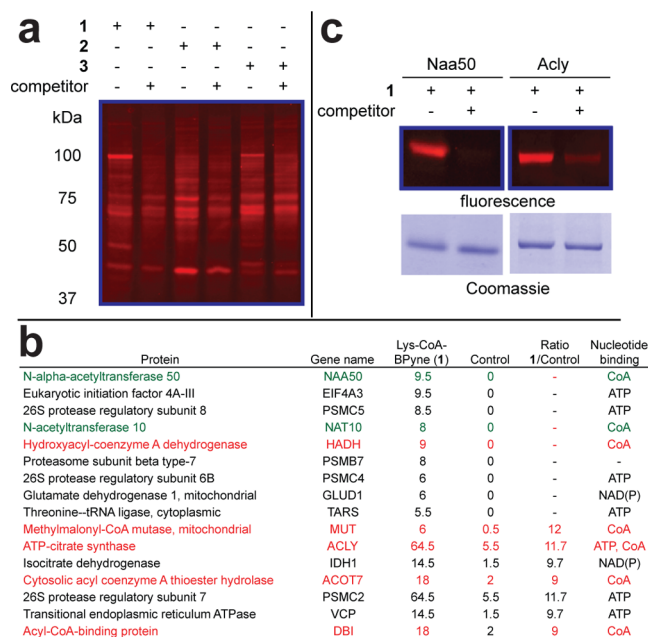 a
1 + + - - - -
2 - - + + - -
3 - - - - + +
competitor - + - + - +
kDa
100
75
50
37
c
Naa50 Acly
1 + + + +
competitor - + - +
fluorescence
Coomassie
b
Protein Gene name Lys-CoA-BPyne (1) Control Ratio 1/Control Nucleotide binding
N-alpha-acetyltransferase 50 NAA50 9.5 0 - CoA
Eukaryotic initiation factor 4A-III EIF4A3 9.5 0 - ATP
26S protease regulatory subunit 8 PSMC5 8.5 0 - ATP
N-acetyltransferase 10 NAT10 8 0 - CoA
Hydroxyacyl-coenzyme A dehydrogenase HADH 9 0 - CoA
Proteasome subunit beta type-7 PSMB7 8 0 - -
26S protease regulatory subunit 6B PSMC4 6 0 - ATP
Glutamate dehydrogenase 1, mitochondrial GLUD1 6 0 - NAD(P)
Threonine--tRNA ligase, cytoplasmic TARS 5.5 0 - ATP
Methylmalonyl-CoA mutase, mitochondrial MUT 6 0.5 12 CoA
ATP-citrate synthase ACLY 64.5 5.5 11.7 ATP, CoA
Isocitrate dehydrogenase IDH1 14.5 1.5 9.7 NAD(P)
Cytosolic acyl coenzyme A thioester hydrolase ACOT7 18 2 9 CoA
26S protease regulatory subunit 7 PSMC2 64.5 5.5 11.7 ATP
Transitional endoplasmic reticulum ATPase VCP 14.5 1.5 9.7 ATP
Acyl-CoA-binding protein DBI 18 2 9 CoA